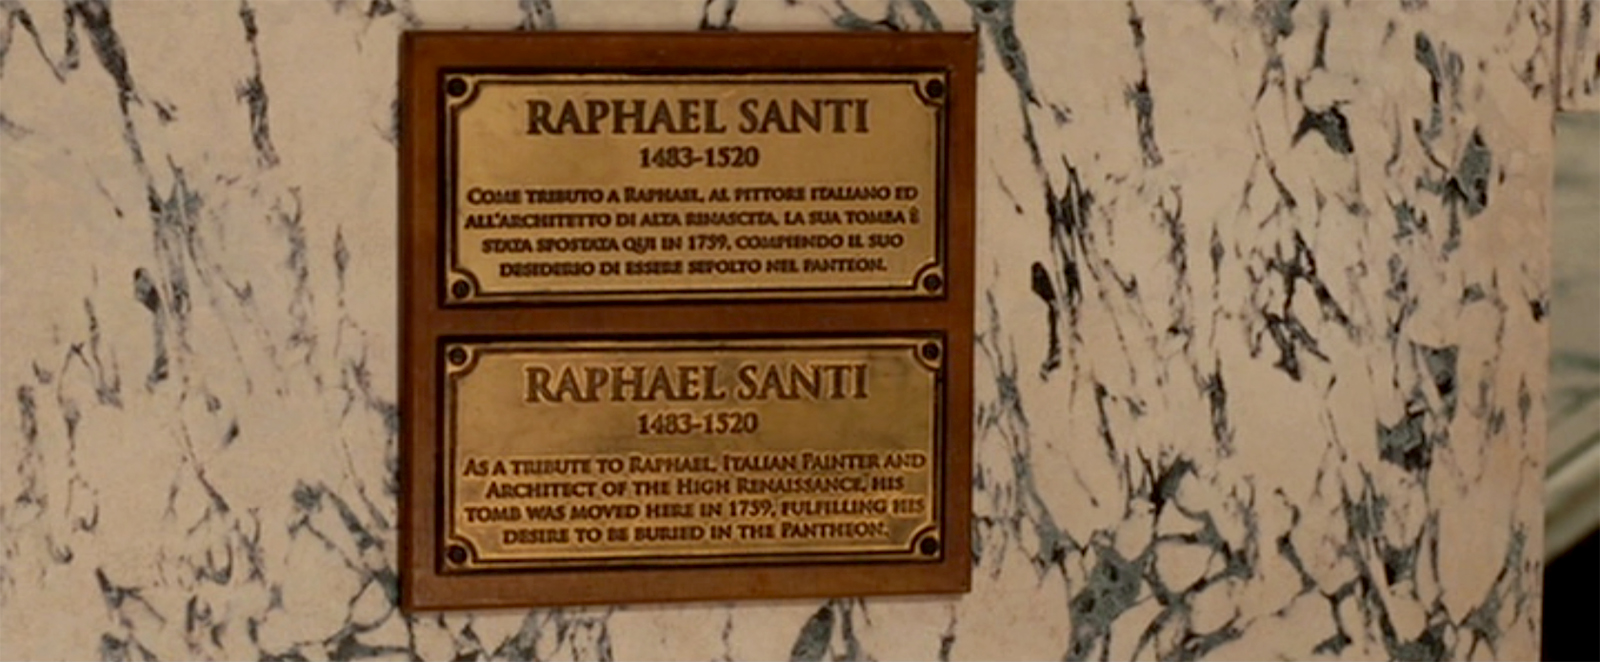 RAPHAEL SANTI
1483-1520
COME TRIBUTO A RAPHAEL, AL PITTORE ITALIANO ED
ALL'ARCHITETTO DI ALTA RINASCITA, LA SUA TOMBA È
STATA SPOSTATA QUI IN 1759, COMPIENDO IL SUO
DESIDERIO DI ESSERE SEPOLTO NEL PANTEON.
RAPHAEL SANTI
1483-1520
AS A TRIBUTE TO RAPHAEL, ITALIAN PAINTER AND
ARCHITECT OF THE HIGH RENAISSANCE, HIS
TOMB WAS MOVED HERE IN 1759, FULFILLING HIS
DESIRE TO BE BURIED IN THE PANTHEON.